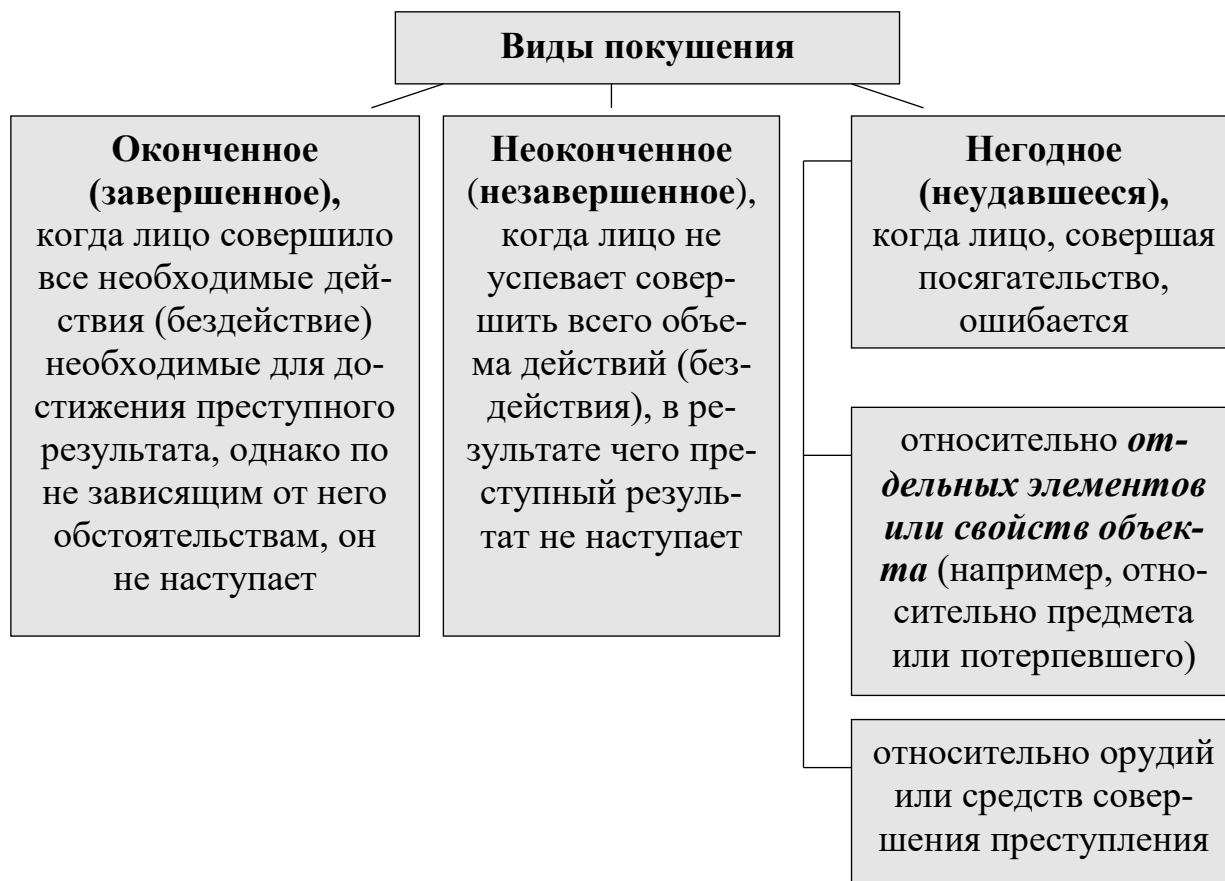 Виды покушения
Оконченное
(завершенное),
когда лицо совершило
все необходимые дей-
ствия (бездействие)
необходимые для до-
стижения преступного
результата, однако по
не зависящим от него
обстоятельствам, он
не наступает
Неоконченное
(незавершенное),
когда лицо не
успевает совер-
шить всего объе-
ма действий (без-
действия), в ре-
зультате чего пре-
ступный резуль-
тат не наступает
Негодное
(неудавшееся),
когда лицо, совершая
посягательство,
ошибается
относительно от-
дельных элементов
или свойств объек-
та (например, отно-
сительно предмета
или потерпевшего)
относительно орудий
или средств совер-
шения преступления